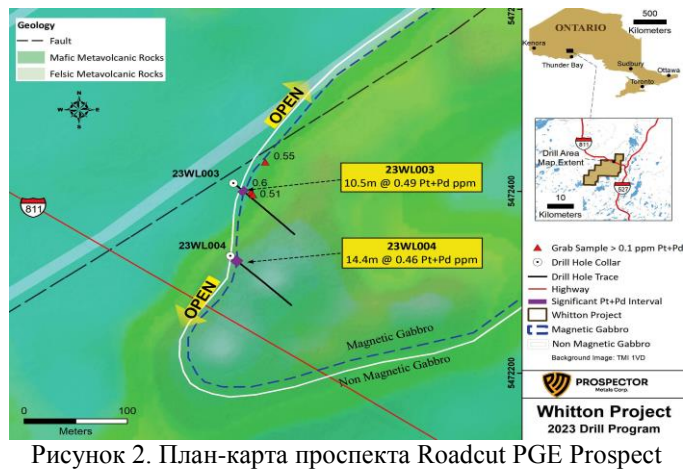 Geology
Fault
Mafic Metavolcanic Rocks
Felsic Metavolcanic Rocks
N
S
W
E
OPEN
0.55
23WL003
0.6
0.51
23WL003
10.5m @ 0.49 Pt+Pd ppm
811
23WL004
23WL004
14.4m @ 0.46 Pt+Pd ppm
OPEN
Magnetic Gabbro
Non Magnetic Gabbro
0
100
Meters
5472400
5472200
ONTARIO
500
Kilometers
Kenora
Thunder Bay
Sudbury
Ottawa
Toronto
811
Drill Area
Map Extent
527
10
Kilometers
Grab Sample > 0.1 ppm Pt+Pd
Drill Hole Collar
Drill Hole Trace
Highway
Significant Pt+Pd Interval
Whitton Project
Magnetic Gabbro
Non Magnetic Gabbro
Background Image: TMI 1VD
PROSPECTOR
Metals Corp.
Whitton Project
2023 Drill Program
Рисунок 2. План-карта проспекта Roadcut PGE Prospect